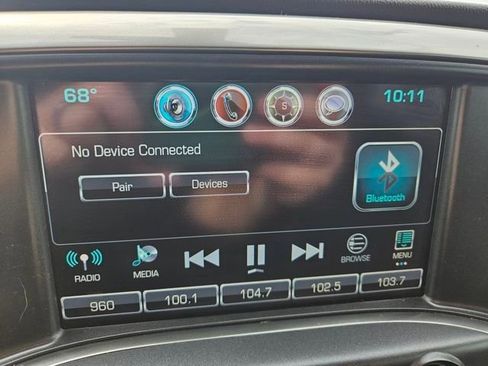 68° S 10:11
No Device Connected
Pair Devices
Bluetooth
RADIO MEDIA BROWSE MENU
960 100.1 104.7 102.5 103.7